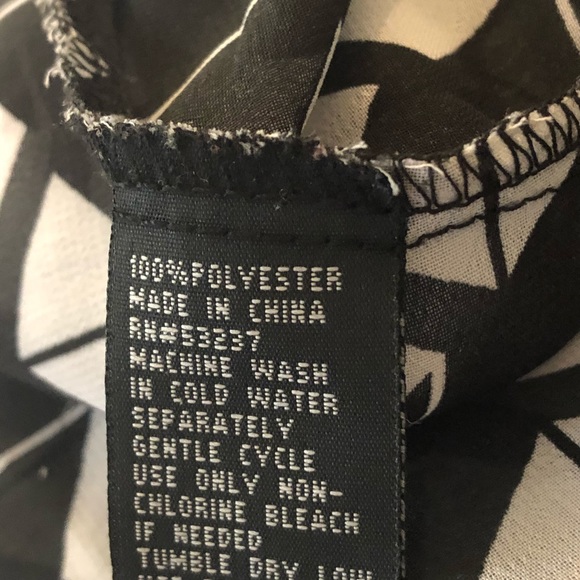 100%POLYESTER
MADE IN CHINA
RN#53237
MACHINE WASH
IN COLD WATER
SEPARATELY
GENTLE CYCLE
USE ONLY NON-
CHLORINE BLEACH
IF NEEDED
TUMBLE DRY LOW